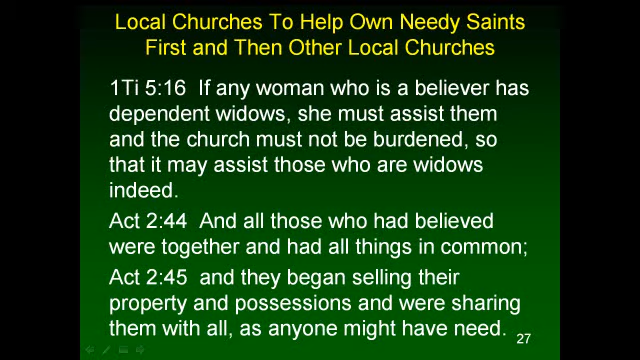 Local Churches To Help Own Needy Saints
First and Then Other Local Churches
1Ti 5:16 If any woman who is a believer has
dependent widows, she must assist them
and the church must not be burdened, so
that it may assist those who are widows
indeed.
Act 2:44 And all those who had believed
were together and had all things in common;
Act 2:45 and they began selling their
property and possessions and were sharing
them with all, as anyone might have need.
27